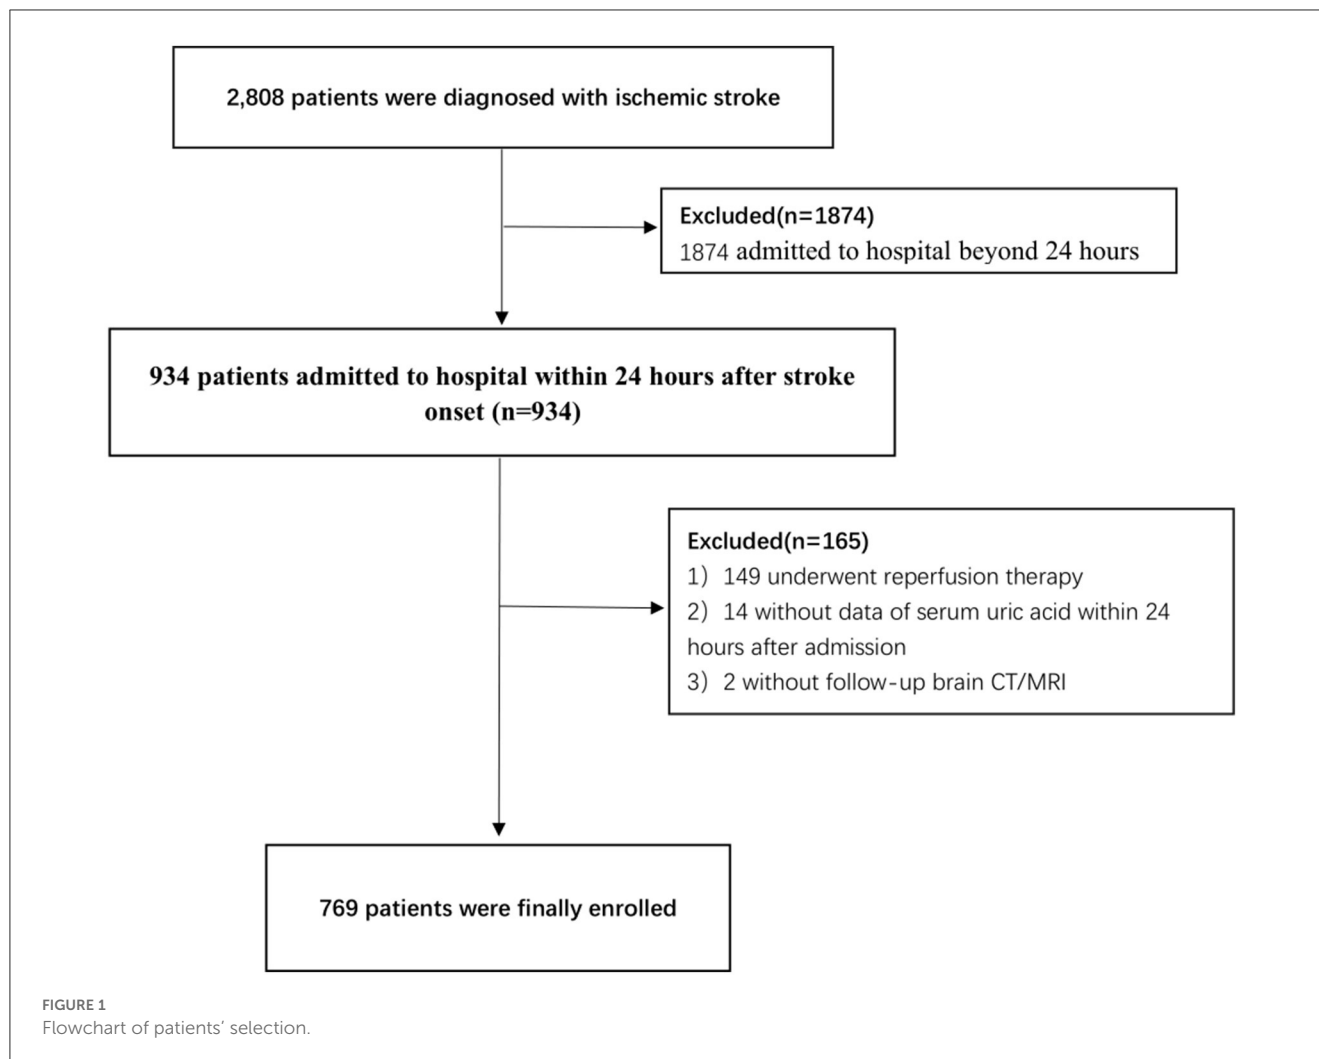 2,808 patients were diagnosed with ischemic stroke
Excluded(n=1874)
1874 admitted to hospital beyond 24 hours
934 patients admitted to hospital within 24 hours after stroke
onset (n=934)
Excluded(n=165)
1）149 underwent reperfusion therapy
2）14 without data of serum uric acid within 24
hours after admission
3）2 without follow-up brain CT/MRI
769 patients were finally enrolled
FIGURE 1
Flowchart of patients’ selection.